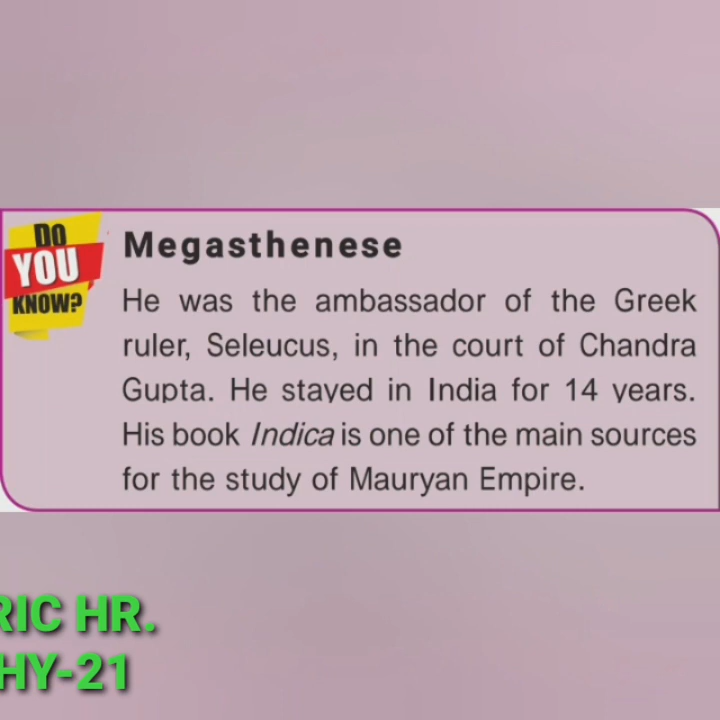 DO
YOU
KNOW?
Megasthenese
He was the ambassador of the Greek
ruler, Seleucus, in the court of Chandra
Gupta. He stayed in India for 14 years.
His book Indica is one of the main sources
for the study of Mauryan Empire.
RIC HR.
HY-21